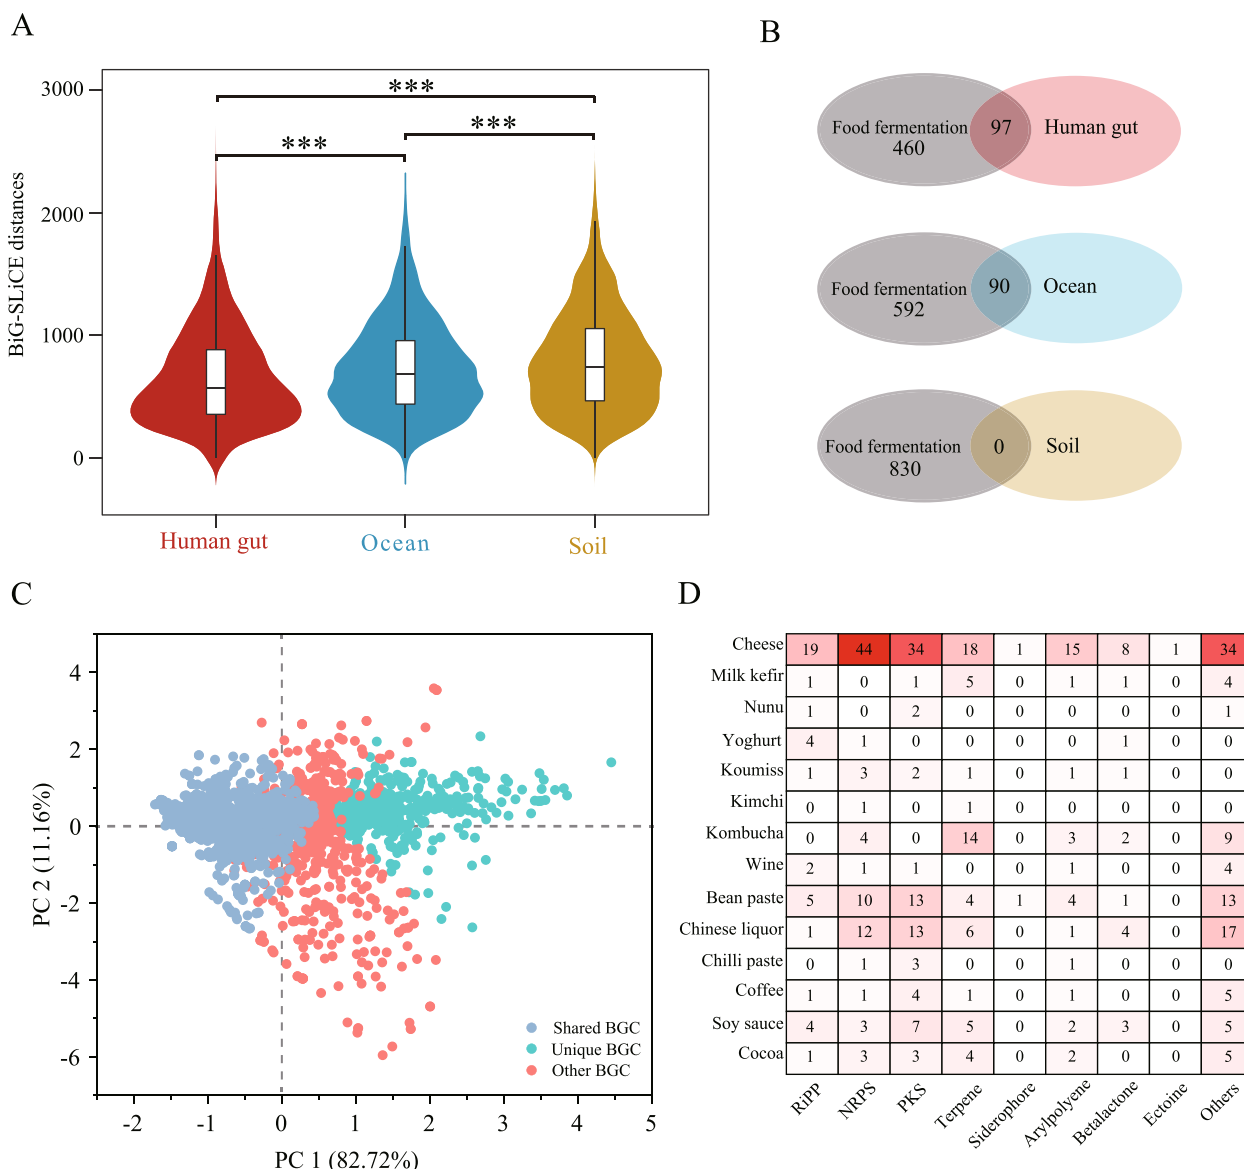 A
BiG-SLiCE distances
3000
2000
1000
0
***
***
***
Human gut
Ocean
Soil
B
Food fermentation
460
97
Human gut
Food fermentation
592
90
Ocean
Food fermentation
830
0
Soil
C
PC 2 (11.16%)
4
2
0
-2
-4
-6
Shared BGC
Unique BGC
Other BGC
-2 -1 0 1 2 3 4 5
PC 1 (82.72%)
D
Cheese 19 44 34 18 1 15 8 1 34
Milk kefir 1 0 1 5 0 1 1 0 4
Nunu 1 0 2 0 0 0 0 0 1
Yoghurt 4 1 0 0 0 0 1 0 0
Koumiss 1 3 2 1 0 1 1 0 0
Kimchi 0 1 0 1 0 0 0 0 0
Kombucha 0 4 0 14 0 3 2 0 9
Wine 2 1 1 0 0 1 0 0 4
Bean paste 5 10 13 4 1 4 1 0 13
Chinese liquor 1 12 13 6 0 1 4 0 17
Chilli paste 0 1 3 0 0 1 0 0 0
Coffee 1 1 4 1 0 1 0 0 5
Soy sauce 4 3 7 5 0 2 3 0 5
Cocoa 1 3 3 4 0 2 0 0 5
RiPP NRPS PKS Terpene Siderophore Arylpolyene Betalactone Ectoine Others